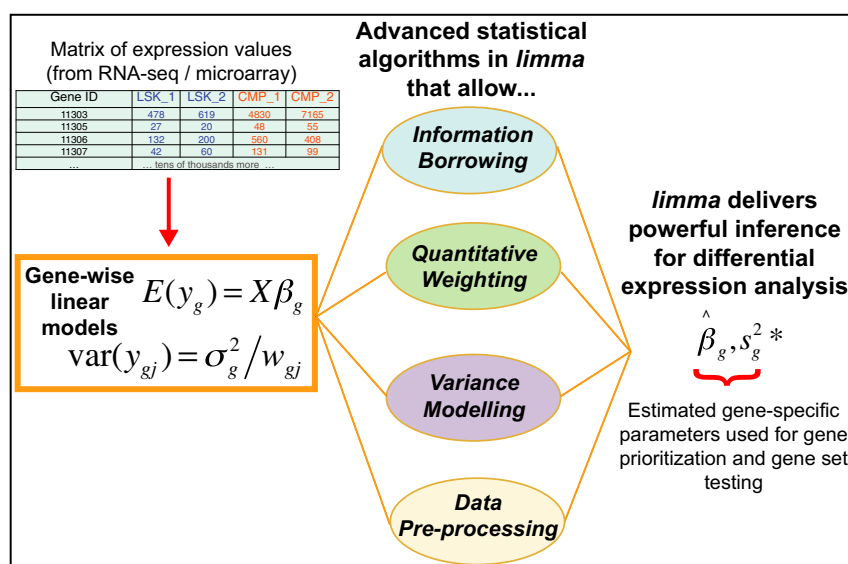 Matrix of expression values
(from RNA-seq / microarray)
Gene ID LSK_1 LSK_2 CMP_1 CMP_2
11303 478 619 4830 7165
11305 27 20 48 55
11306 132 200 560 408
11307 42 60 131 99
... ... tens of thousands more ...
Gene-wise
linear
models
E(y_g) = Xβ_g
var(y_gj) = σ_g^2/w_gj
Advanced statistical
algorithms in limma
that allow...
Information
Borrowing
Quantitative
Weighting
Variance
Modelling
Data
Pre-processing
limma delivers
powerful inference
for differential
expression analysis
β̂_g, s_g^2 *
Estimated gene-specific
parameters used for gene
prioritization and gene set
testing